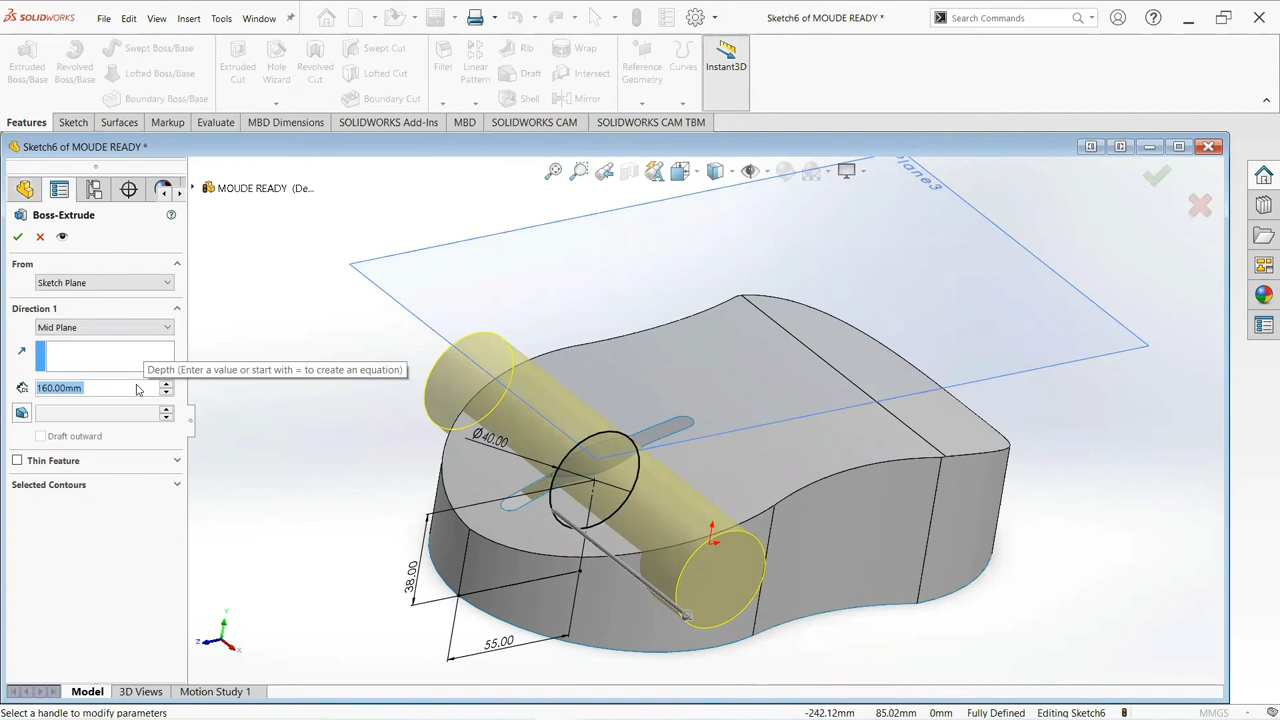 SOLIDWORKS File Edit View Insert Tools Window Sketch6 of MOUDE READY * Search Commands
Extruded Boss/Base Revolved Boss/Base Swept Boss/Base Lofted Boss/Base Boundary Boss/Base Extruded Cut Hole Wizard Revolved Cut Swept Cut Lofted Cut Boundary Cut Fillet Linear Pattern Rib Draft Shell Wrap Intersect Mirror Reference Geometry Curves Instant3D
Features Sketch Surfaces Markup Evaluate MBD Dimensions SOLIDWORKS Add-Ins MBD SOLIDWORKS CAM SOLIDWORKS CAM TBM
Sketch6 of MOUDE READY *
MOUDE READY (De...
Boss-Extrude
From
Sketch Plane
Direction 1
Mid Plane
Depth (Enter a value or start with = to create an equation)
160.00mm
Draft outward
Thin Feature
Selected Contours
Plane3
Ø40.00
38.00
55.00
Y
Z
X
Model 3D Views Motion Study 1
Select a handle to modify parameters -242.12mm 85.02mm 0mm Fully Defined Editing Sketch6 MMGS